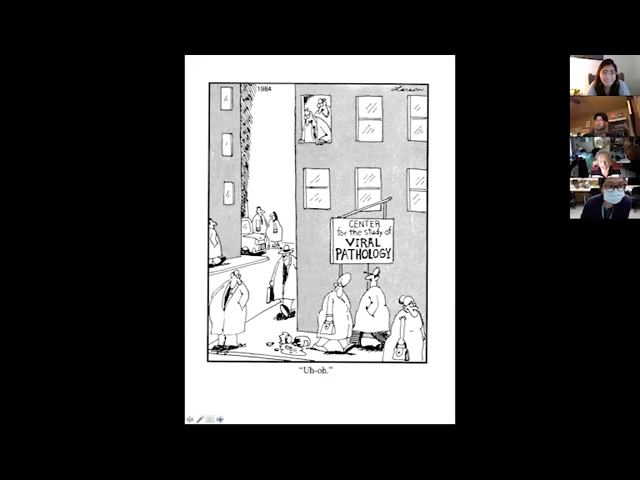 1984
Larson
CENTER
for the study of
VIRAL
PATHOLOGY
"Uh-oh."